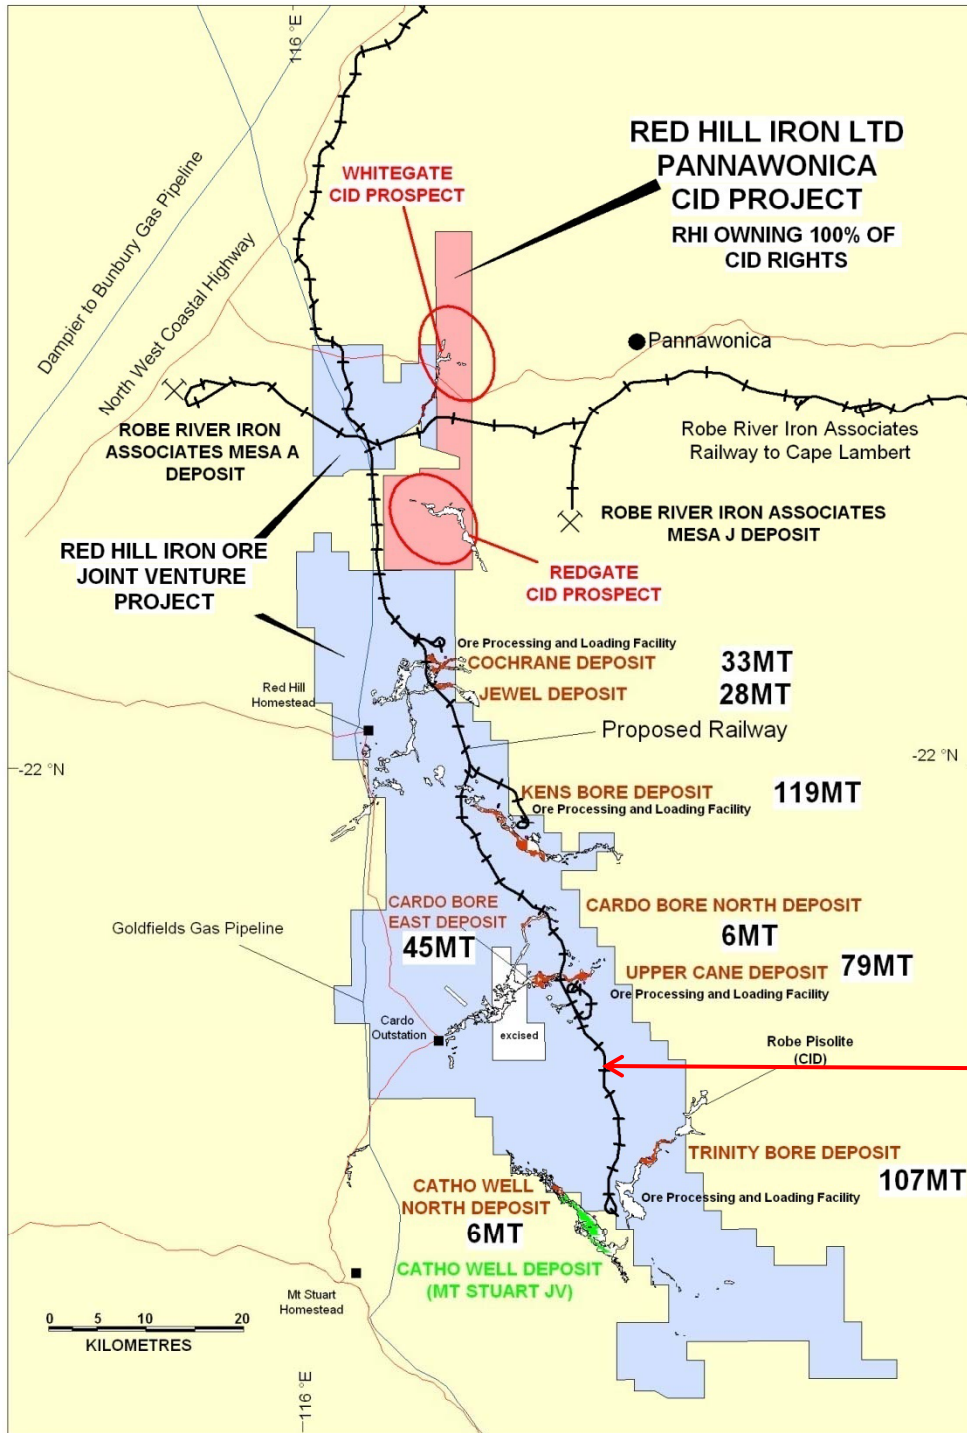 116 °E
RED HILL IRON LTD
PANNAWONICA
CID PROJECT
RHI OWNING 100% OF
CID RIGHTS
WHITEGATE
CID PROSPECT
Dampier to Bunbury Gas Pipeline
North West Coastal Highway
Pannawonica
ROBE RIVER IRON
ASSOCIATES MESA A
DEPOSIT
Robe River Iron Associates
Railway to Cape Lambert
ROBE RIVER IRON ASSOCIATES
MESA J DEPOSIT
RED HILL IRON ORE
JOINT VENTURE
PROJECT
REDGATE
CID PROSPECT
Ore Processing and Loading Facility
COCHRANE DEPOSIT 33MT
JEWEL DEPOSIT 28MT
Red Hill
Homestead
Proposed Railway
-22 °N
-22 °N
KENS BORE DEPOSIT 119MT
Ore Processing and Loading Facility
CARDO BORE
EAST DEPOSIT
45MT
CARDO BORE NORTH DEPOSIT
6MT
Goldfields Gas Pipeline
UPPER CANE DEPOSIT 79MT
Ore Processing and Loading Facility
Cardo
Outstation
excised
Robe Pisolite
(CID)
TRINITY BORE DEPOSIT
107MT
Ore Processing and Loading Facility
CATHO WELL
NORTH DEPOSIT
6MT
CATHO WELL DEPOSIT
(MT STUART JV)
Mt Stuart
Homestead
0 5 10 20
KILOMETRES
116 °E